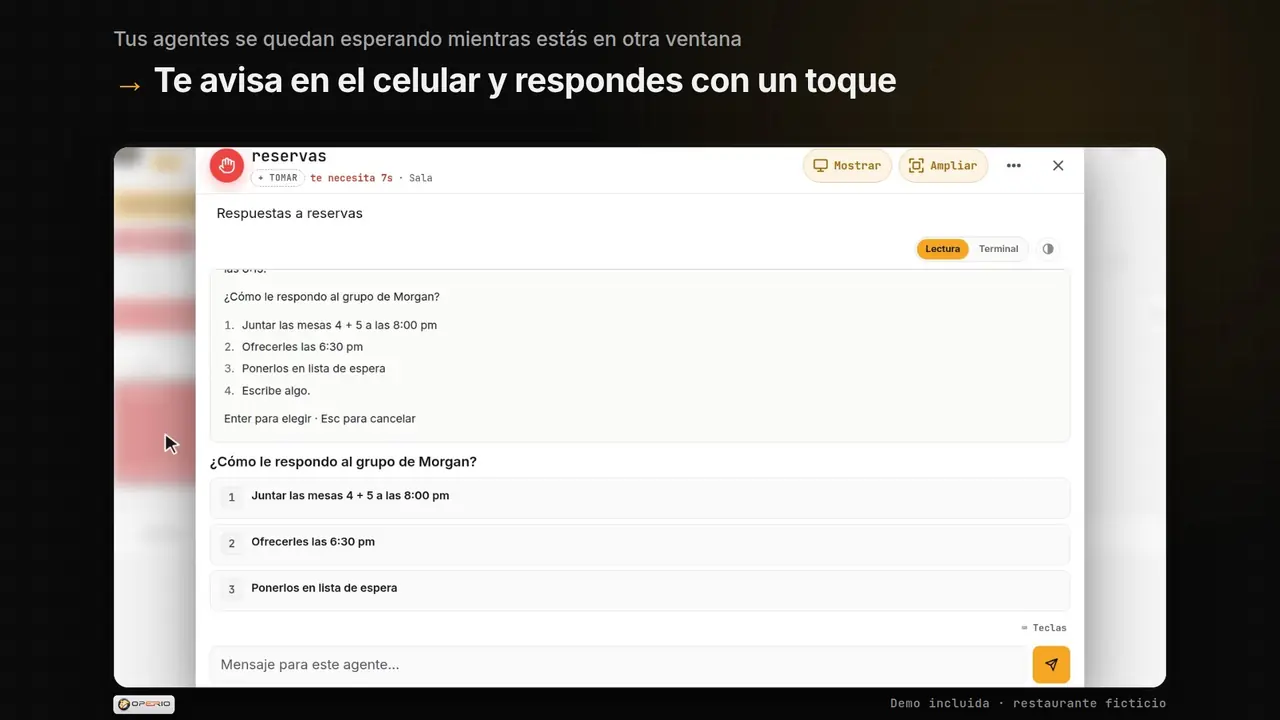 Tus agentes se quedan esperando mientras estás en otra ventana
→ Te avisa en el celular y respondes con un toque
reservas
+ TOMAR te necesita 7s · Sala
Mostrar
Ampliar
Respuestas a reservas
Lectura
Terminal
¿Cómo le respondo al grupo de Morgan?
1. Juntar las mesas 4 + 5 a las 8:00 pm
2. Ofrecerles las 6:30 pm
3. Ponerlos en lista de espera
4. Escribe algo.
Enter para elegir · Esc para cancelar
¿Cómo le respondo al grupo de Morgan?
1 Juntar las mesas 4 + 5 a las 8:00 pm
2 Ofrecerles las 6:30 pm
3 Ponerlos en lista de espera
Teclas
Mensaje para este agente...
OPERIO
Demo incluida · restaurante ficticio